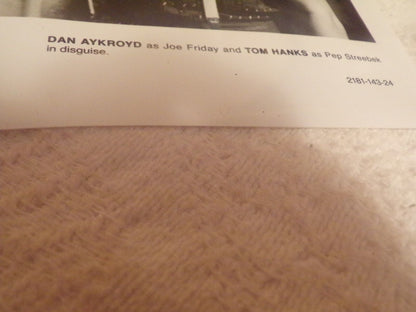 DAN AYKROYD as Joe Friday and TOM HANKS as Pep Streebek
in disguise.
2181-143-24